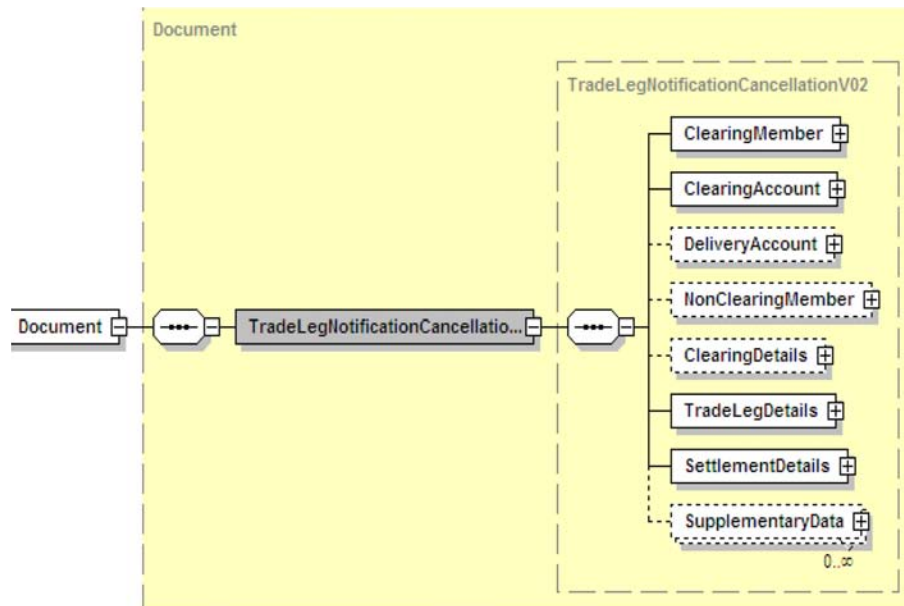 Document
TradeLegNotificationCancellationV02
ClearingMember
ClearingAccount
DeliveryAccount
NonClearingMember
Document
TradeLegNotificationCancellatio...
ClearingDetails
TradeLegDetails
SettlementDetails
SupplementaryData
0..∞